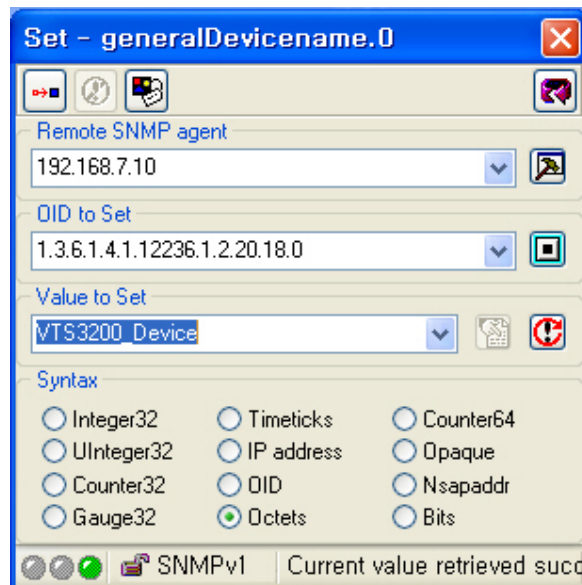 Set - generalDevicename.0
Remote SNMP agent
192.168.7.10
OID to Set
1.3.6.1.4.1.12236.1.2.20.18.0
Value to Set
VTS3200_Device
Syntax
Integer32 Timeticks Counter64
UInteger32 IP address Opaque
Counter32 OID Nsapaddr
Gauge32 Octets Bits
SNMPv1 Current value retrieved succ